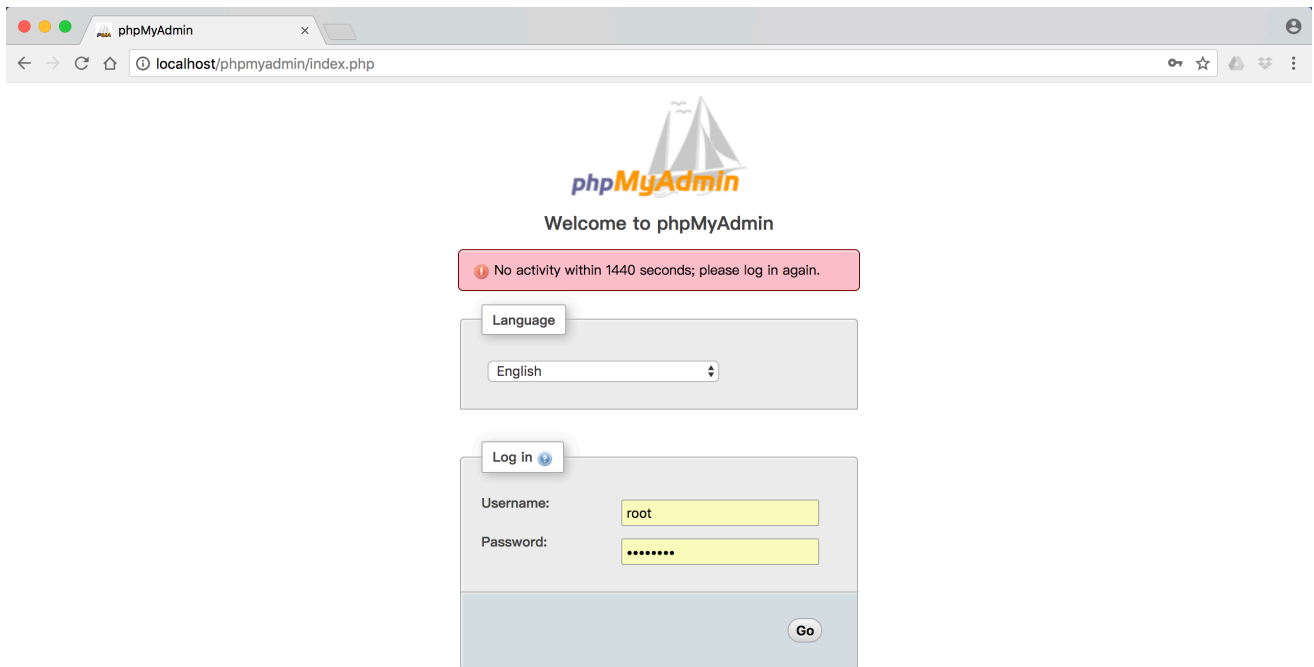 phpMyAdmin
localhost/phpmyadmin/index.php
phpMyAdmin
Welcome to phpMyAdmin
No activity within 1440 seconds; please log in again.
Language
English
Log in
Username:
root
Password:
••••••••
Go